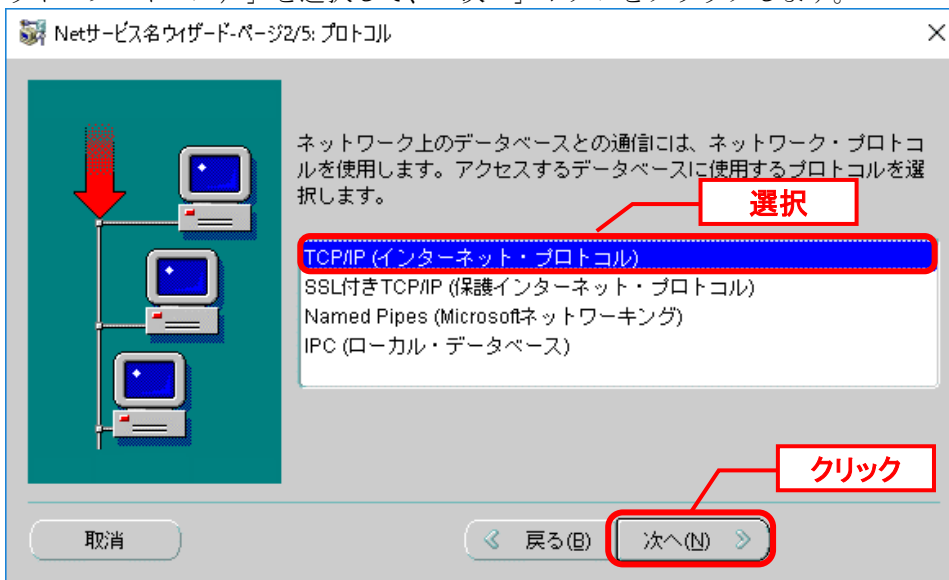 Netサービス名ウィザード-ページ2/5: プロトコル
ネットワーク上のデータベースとの通信には、ネットワーク・プロトコ
ルを使用します。アクセスするデータベースに使用するプロトコルを選
択します。
選択
TCP/IP (インターネット・プロトコル)
SSL付きTCP/IP (保護インターネット・プロトコル)
Named Pipes (Microsoftネットワーキング)
IPC (ローカル・データベース)
クリック
取消
戻る(B)
次へ(N)